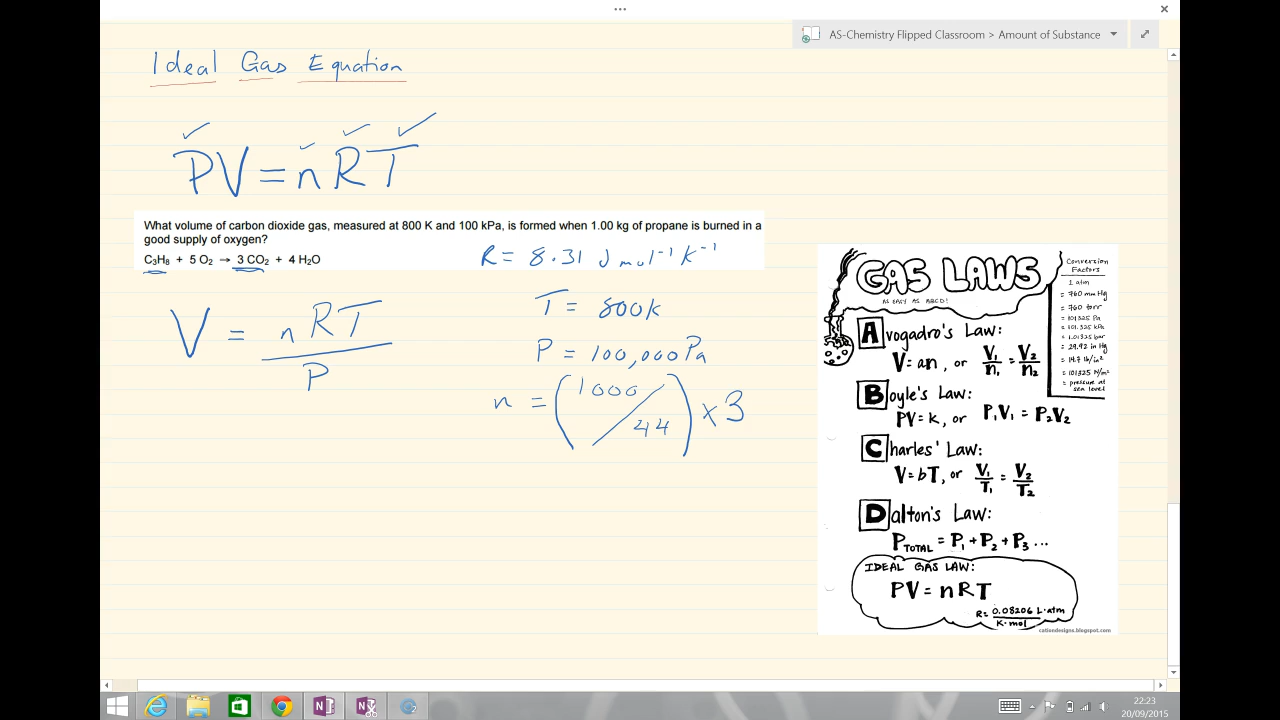 AS-Chemistry Flipped Classroom > Amount of Substance
Ideal Gas Equation
PV = nRT
What volume of carbon dioxide gas, measured at 800 K and 100 kPa, is formed when 1.00 kg of propane is burned in a
good supply of oxygen?
C₃H₈ + 5 O₂ → 3 CO₂ + 4 H₂O
R = 8.31 J mol⁻¹ K⁻¹
V = nRT / P
T = 800k
P = 100,000 Pa
n = (1000/44) × 3
GAS LAWS
AS EASY AS ABCD!
Conversion
Factors
1 atm
= 760 mm Hg
= 760 torr
= 101325 Pa
= 101.325 kPa
= 1.01325 bar
= 29.92 in Hg
= 14.7 lb/in²
= 101325 N/m²
= pressure at
sea level
Avogadro's Law:
V = an, or V₁/n₁ = V₂/n₂
Boyle's Law:
PV = K, or P₁V₁ = P₂V₂
Charles' Law:
V = bT, or V₁/T₁ = V₂/T₂
Dalton's Law:
P TOTAL = P₁ + P₂ + P₃ ...
IDEAL GAS LAW:
PV = nRT
R = 0.08206 L·atm / K·mol
cationdesigns.blogspot.com
22:23
20/09/2015